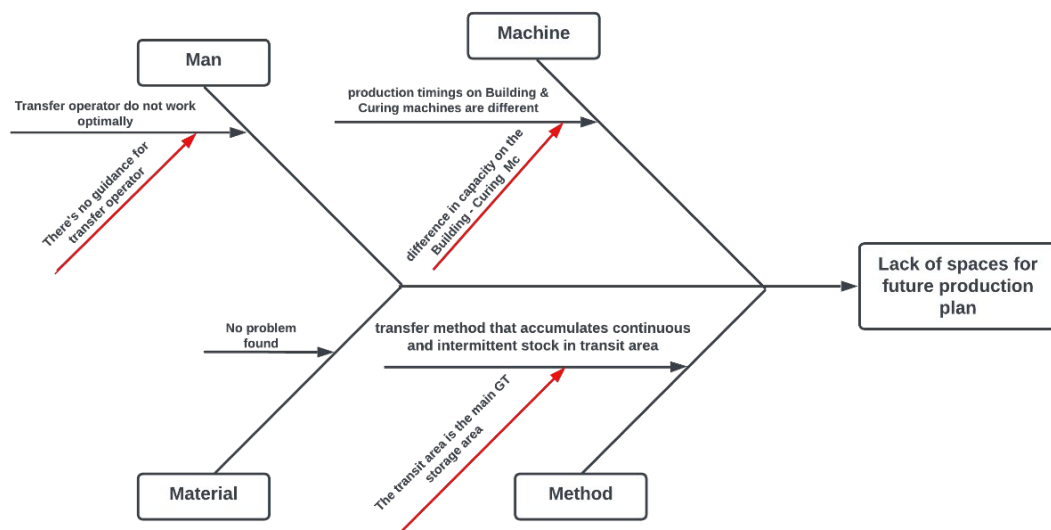 Man
Machine
Transfer operator do not work
optimally
There's no guidance for
transfer operator
production timings on Building &
Curing machines are different
difference in capacity on the
Building - Curing Mc
Lack of spaces for
future production
plan
No problem
found
transfer method that accumulates continuous
and intermittent stock in transit area
The transit area is the main GT
storage area
Material
Method